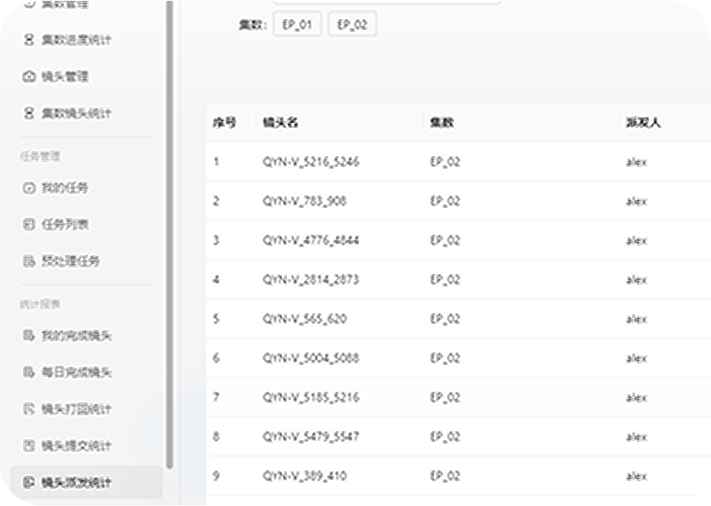 集数管理
集数进度统计
镜头管理
集数镜头统计
任务管理
我的任务
任务列表
预处理任务
统计报表
我的完成镜头
每日完成镜头
镜头打回统计
镜头提交统计
镜头派发统计
集数: EP_01 EP_02
序号 镜头名 集数 派发人
1 QYN-V_5216_5246 EP_02 alex
2 QYN-V_783_908 EP_02 alex
3 QYN-V_4776_4844 EP_02 alex
4 QYN-V_2814_2873 EP_02 alex
5 QYN-V_565_620 EP_02 alex
6 QYN-V_5004_5088 EP_02 alex
7 QYN-V_5185_5216 EP_02 alex
8 QYN-V_5479_5547 EP_02 alex
9 QYN-V_389_410 EP_02 alex